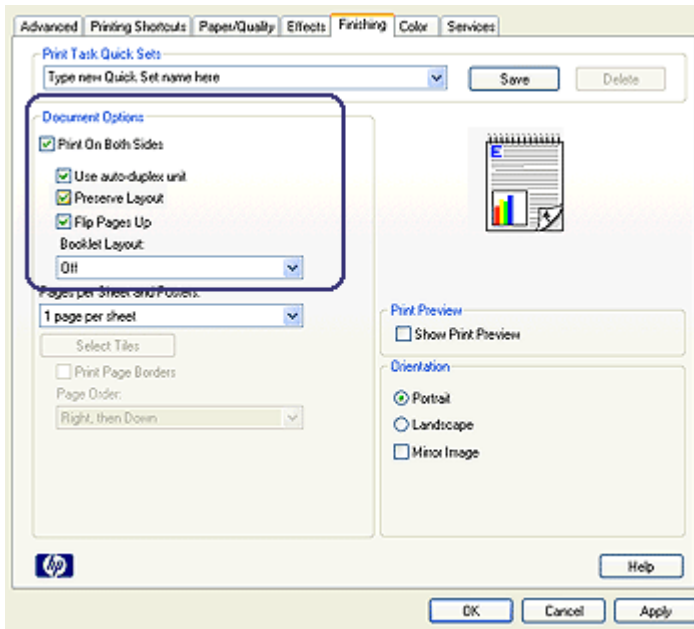 Advanced Printing Shortcuts Paper/Quality Effects Finishing Color Services
Print Task Quick Sets
Type new Quick Set name here Save Delete
Document Options
Print On Both Sides
Use auto-duplex unit
Preserve Layout
Flip Pages Up
Booklet Layout:
Off
Pages per Sheet and Posters:
1 page per sheet
Select Tiles
Print Page Borders
Page Order:
Right, then Down
E
Print Preview
Show Print Preview
Orientation
Portrait
Landscape
Mirror Image
hp
Help
OK Cancel Apply